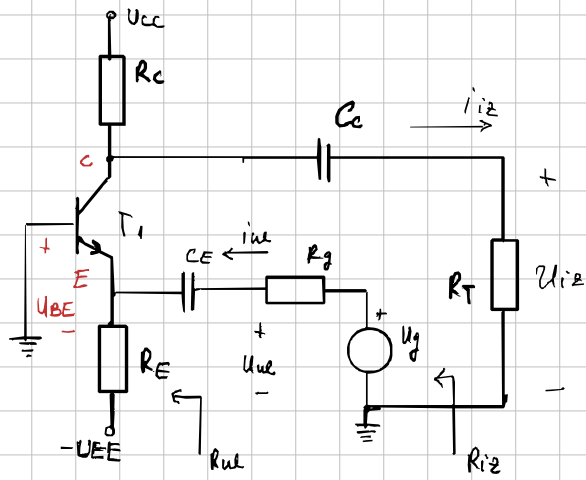 UCC
RC
CC
iiz
C
+
T1
+
E
CE
iul
Rg
RT
Uiz
UBE
-
+
Ug
RE
+
Uul
-
-
-UEE
Rul
Riz